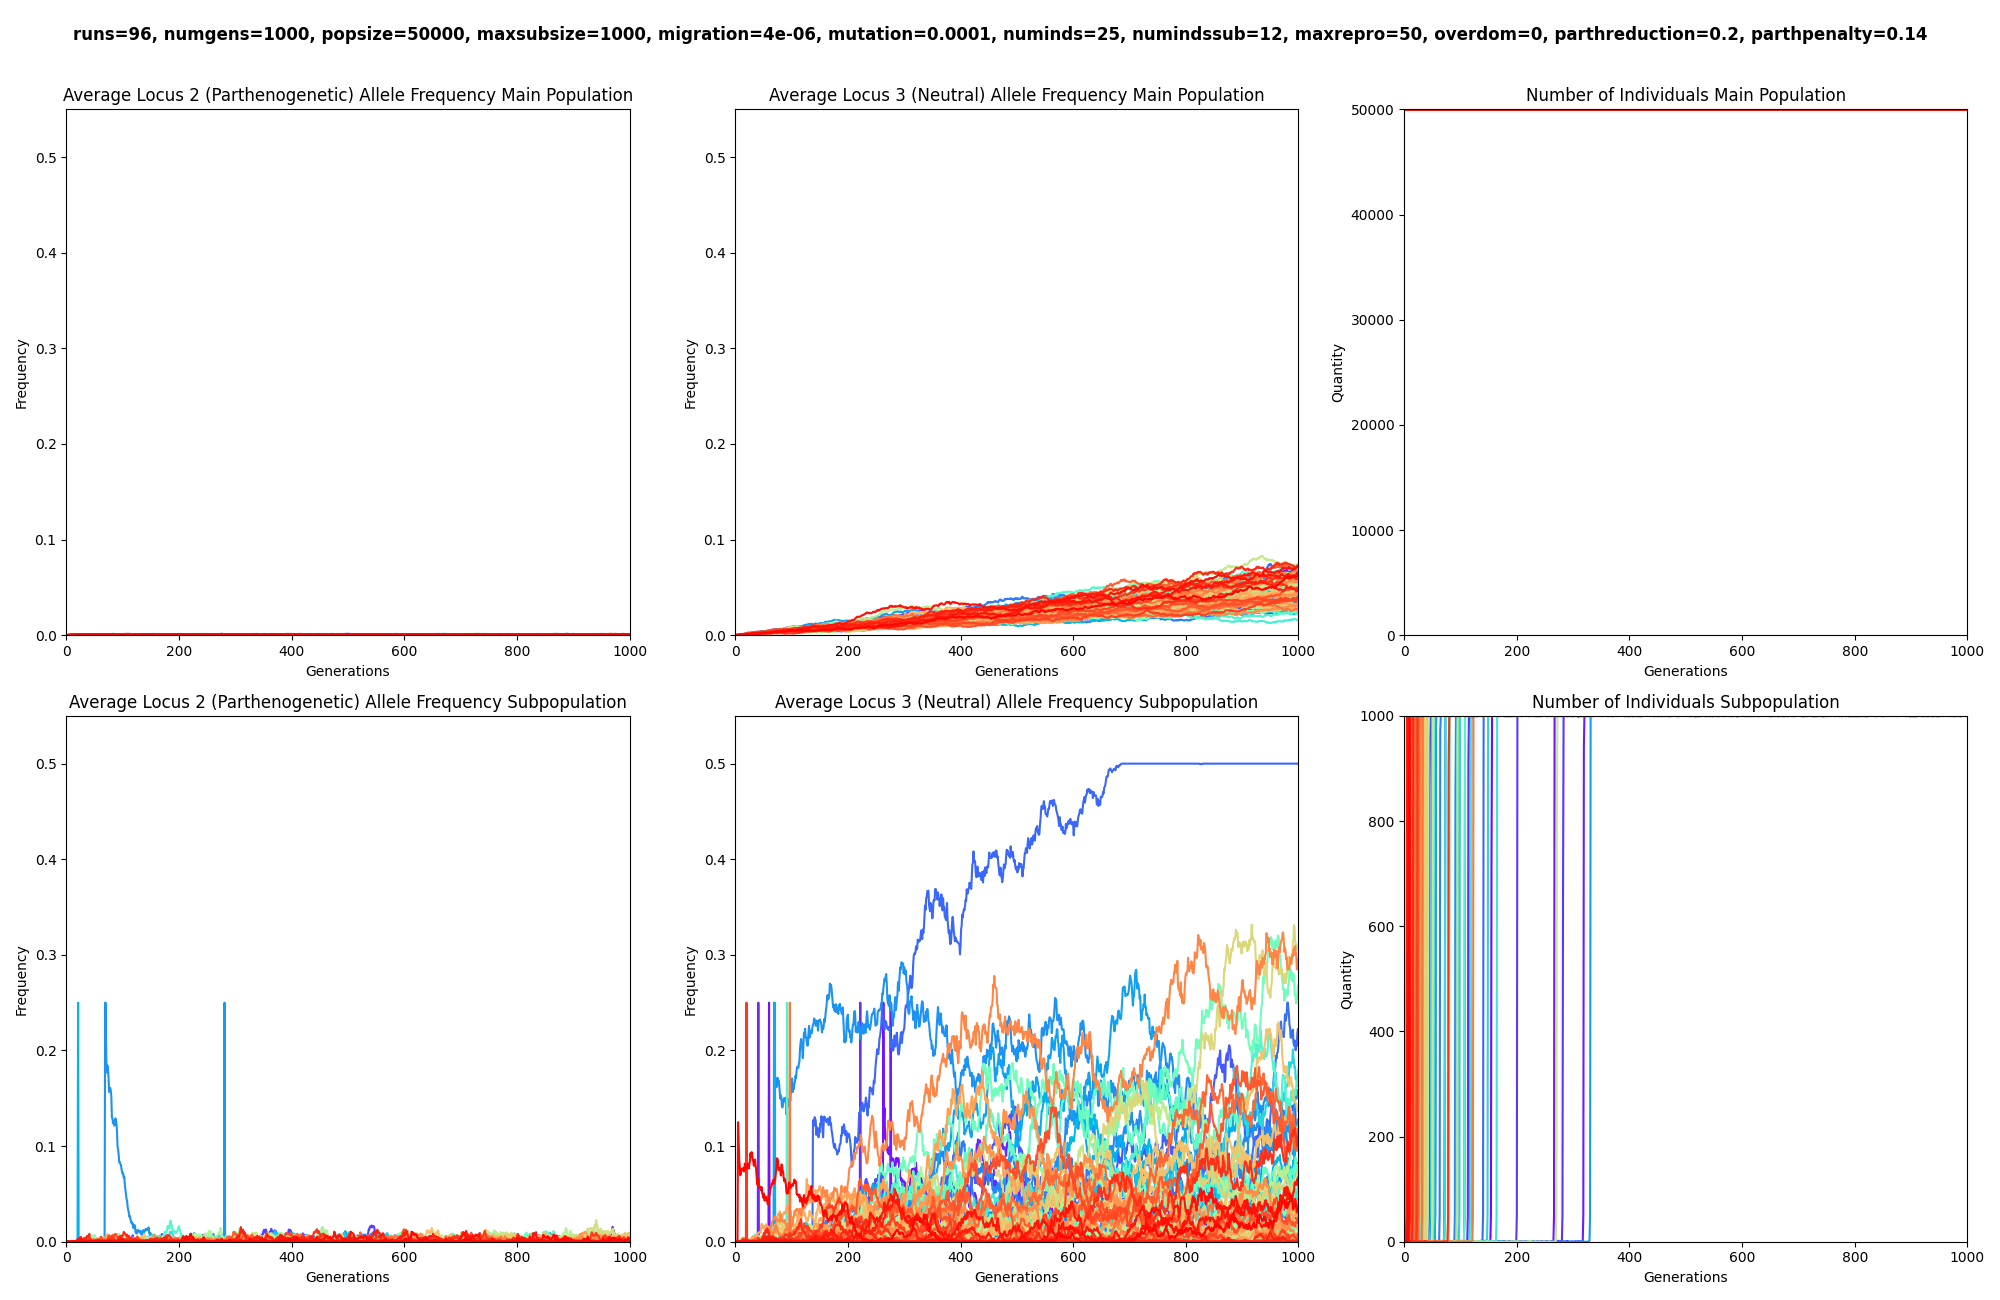 runs=96, numgens=1000, popsize=50000, maxsubsize=1000, migration=4e-06, mutation=0.0001, numinds=25, numindssub=12, maxrepro=50, overdom=0, parthreduction=0.2, parthpenalty=0.14
Average Locus 2 (Parthenogenetic) Allele Frequency Main Population
Frequency
0.5
0.4
0.3
0.2
0.1
0.0
0 200 400 600 800 1000
Generations
Average Locus 3 (Neutral) Allele Frequency Main Population
Frequency
0.5
0.4
0.3
0.2
0.1
0.0
0 200 400 600 800 1000
Generations
Number of Individuals Main Population
Quantity
50000
40000
30000
20000
10000
0
0 200 400 600 800 1000
Generations
Average Locus 2 (Parthenogenetic) Allele Frequency Subpopulation
Frequency
0.5
0.4
0.3
0.2
0.1
0.0
0 200 400 600 800 1000
Generations
Average Locus 3 (Neutral) Allele Frequency Subpopulation
Frequency
0.5
0.4
0.3
0.2
0.1
0.0
0 200 400 600 800 1000
Generations
Number of Individuals Subpopulation
Quantity
1000
800
600
400
200
0
0 200 400 600 800 1000
Generations